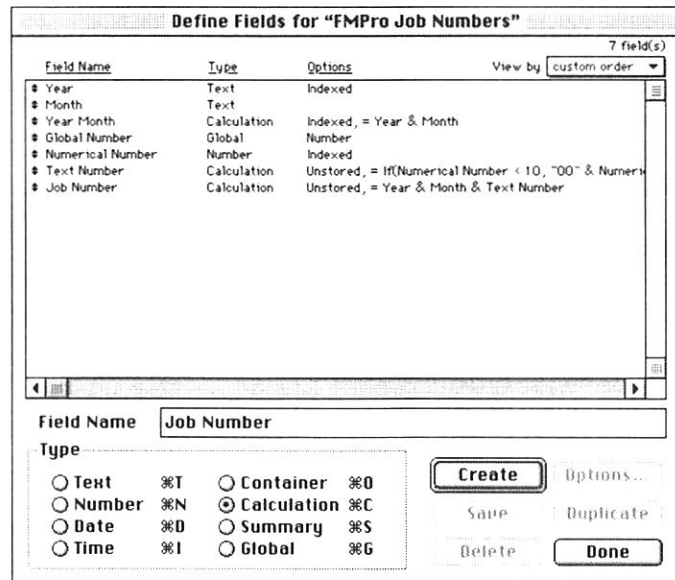 Define Fields for “FMPro Job Numbers”
7 field(s)
Field Name Type Options View by custom order
Year Text Indexed
Month Text
Year Month Calculation Indexed, = Year & Month
Global Number Global Number
Numerical Number Number Indexed
Text Number Calculation Unstored, = If(Numerical Number < 10, "00" & Numeri
Job Number Calculation Unstored, = Year & Month & Text Number
Field Name Job Number
Type
Text ⌘T Container ⌘O
Number ⌘N Calculation ⌘C
Date ⌘D Summary ⌘S
Time ⌘I Global ⌘G
Create Options...
Save Duplicate
Delete Done